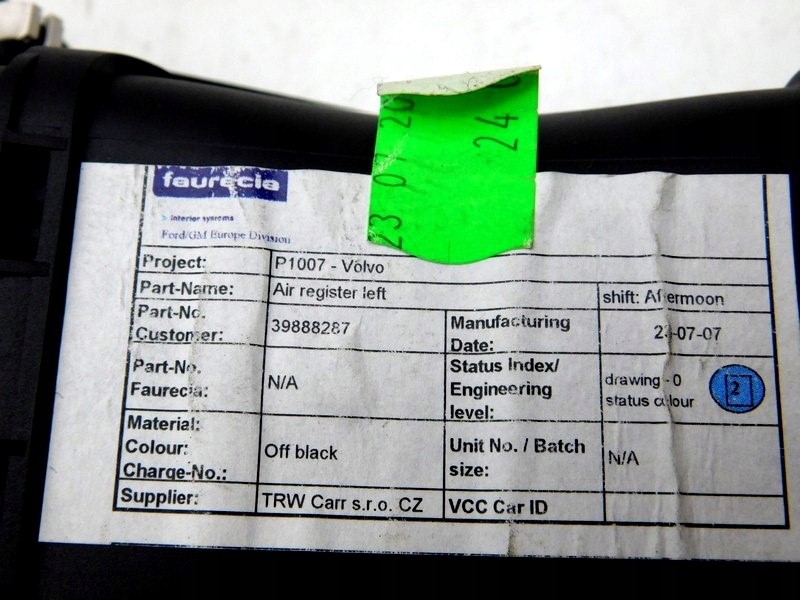 23 07 20
24 0
faurecia
> interior systems
Ford/GM Europe Division
Project: P1007 - Volvo
Part-Name: Air register left shift: Afternoon
Part-No. Customer: 39888287 Manufacturing Date: 23-07-07
Part-No. Faurecia: N/A Status Index/ Engineering level: drawing - 0 status colour 2
Material:
Colour: Off black Unit No. / Batch size: N/A
Charge-No.:
Supplier: TRW Carr s.r.o. CZ VCC Car ID